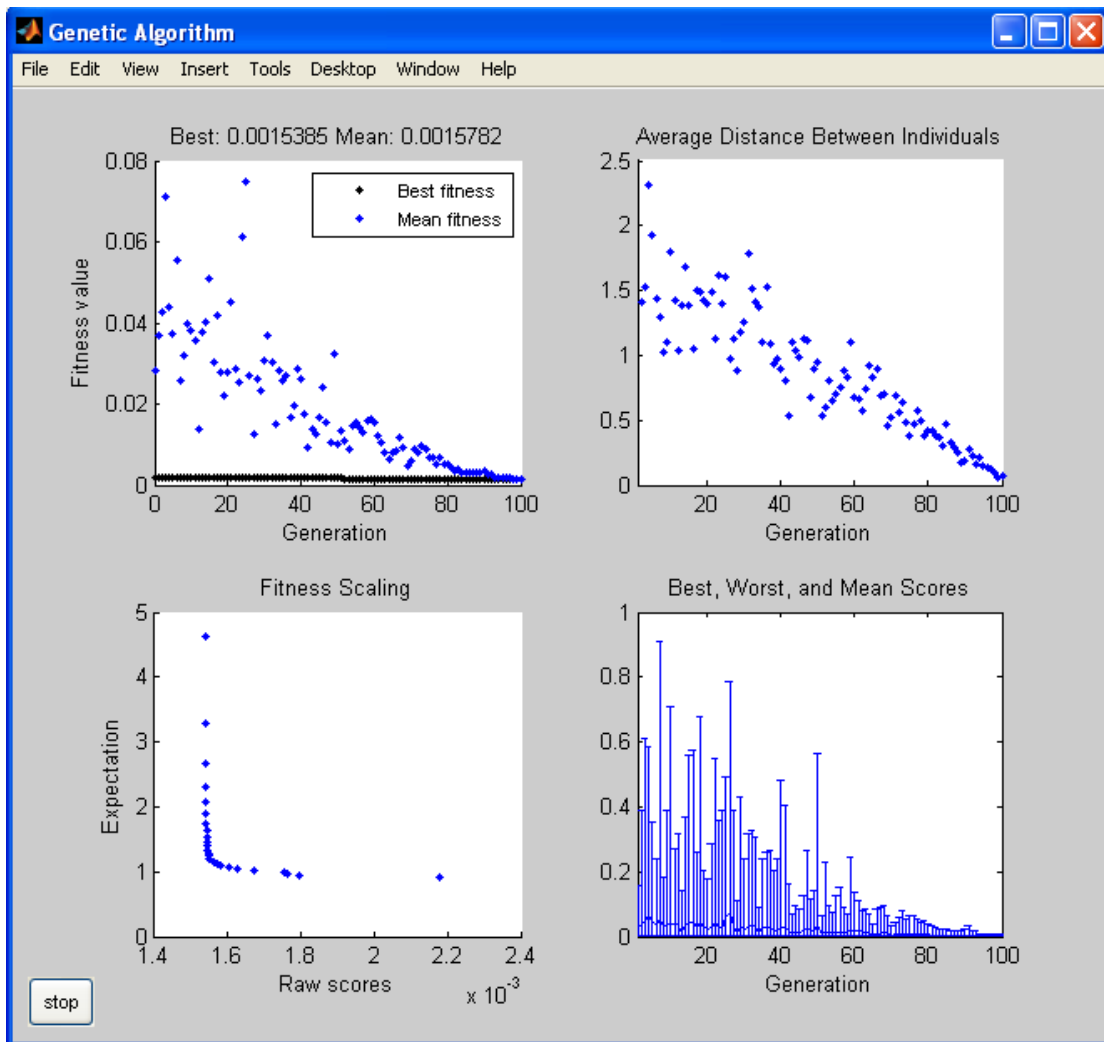 Genetic Algorithm
File Edit View Insert Tools Desktop Window Help
Best: 0.0015385 Mean: 0.0015782
0.08
0.06
0.04
0.02
0
Fitness value
Best fitness
Mean fitness
0 20 40 60 80 100
Generation
Average Distance Between Individuals
2.5
2
1.5
1
0.5
0
20 40 60 80 100
Generation
Fitness Scaling
5
4
3
2
1
0
Expectation
1.4 1.6 1.8 2 2.2 2.4
Raw scores
x 10⁻³
Best, Worst, and Mean Scores
1
0.8
0.6
0.4
0.2
0
20 40 60 80 100
Generation
stop